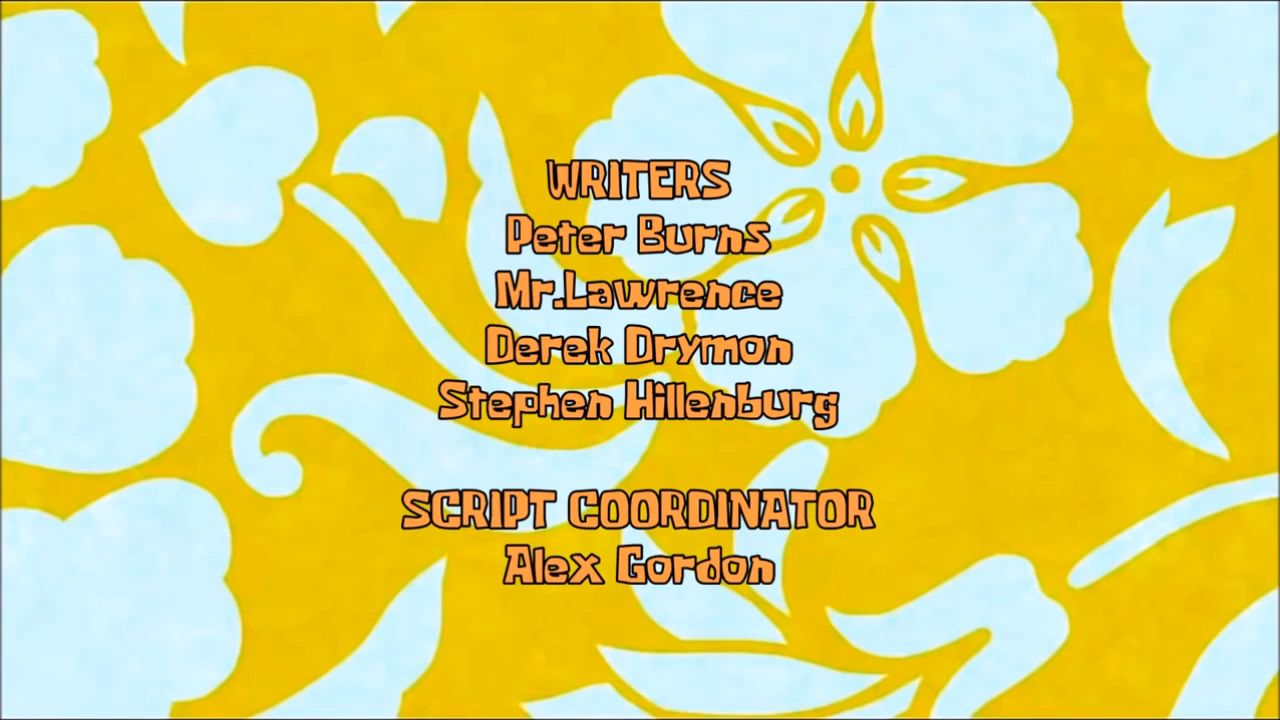 WRITERS
Peter Burns
Mr.Lawrence
Derek Drymon
Stephen Hillenburg
SCRIPT COORDINATOR
Alex Gordon